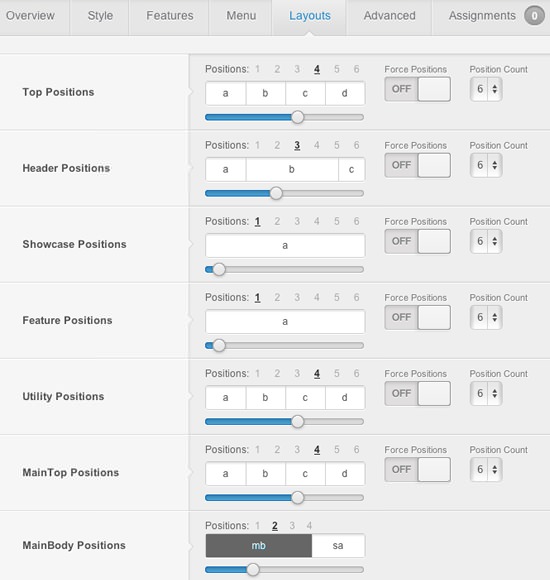 Overview Style Features Menu Layouts Advanced Assignments 0
Positions: 1 2 3 4 5 6 Force Positions Position Count
Top Positions a b c d OFF 6
Positions: 1 2 3 4 5 6 Force Positions Position Count
Header Positions a b c OFF 6
Positions: 1 2 3 4 5 6 Force Positions Position Count
Showcase Positions a OFF 6
Positions: 1 2 3 4 5 6 Force Positions Position Count
Feature Positions a OFF 6
Positions: 1 2 3 4 5 6 Force Positions Position Count
Utility Positions a b c d OFF 6
Positions: 1 2 3 4 5 6 Force Positions Position Count
MainTop Positions a b c d OFF 6
Positions: 1 2 3 4
MainBody Positions mb sa